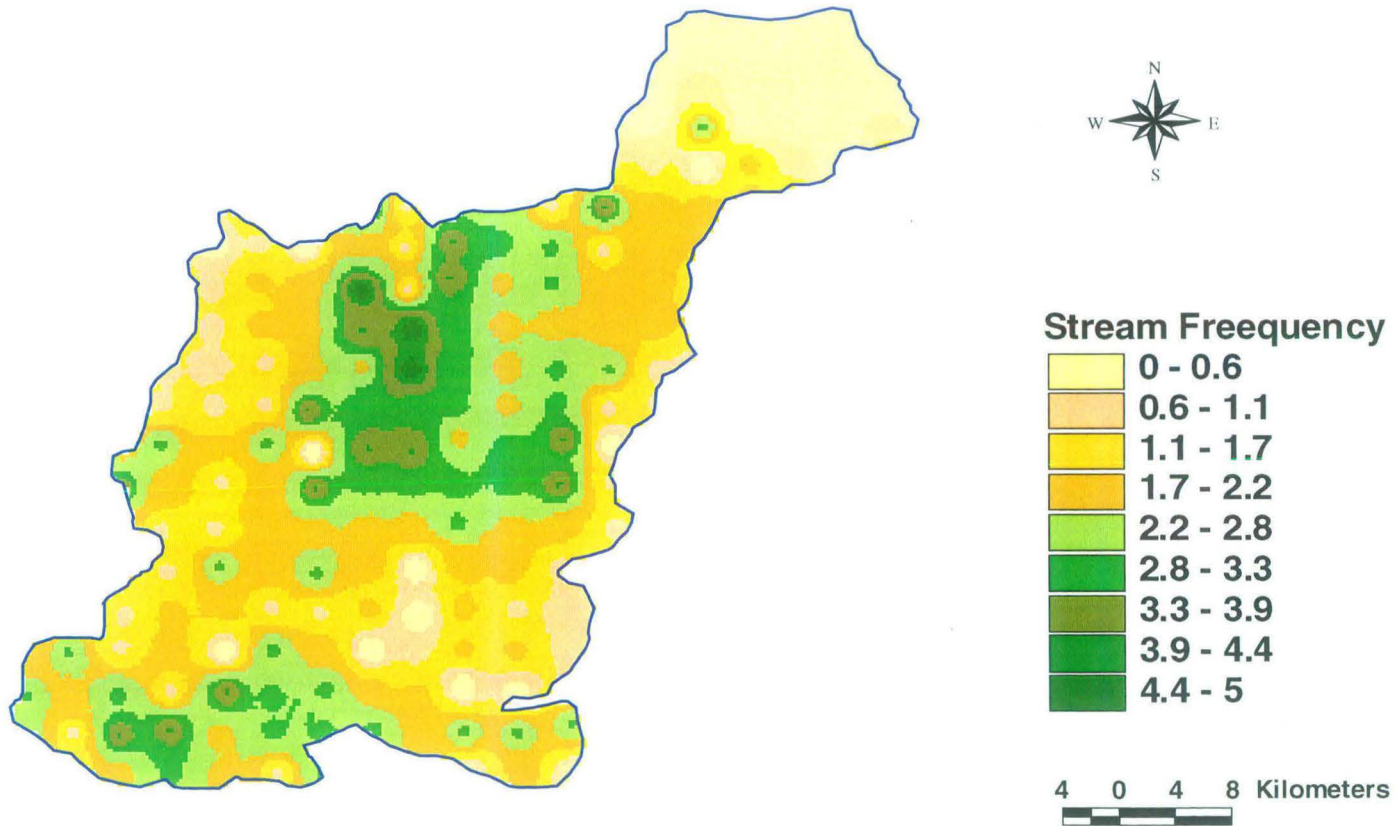 N
W E
S
Stream Freequency
0 - 0.6
0.6 - 1.1
1.1 - 1.7
1.7 - 2.2
2.2 - 2.8
2.8 - 3.3
3.3 - 3.9
3.9 - 4.4
4.4 - 5
4 0 4 8 Kilometers